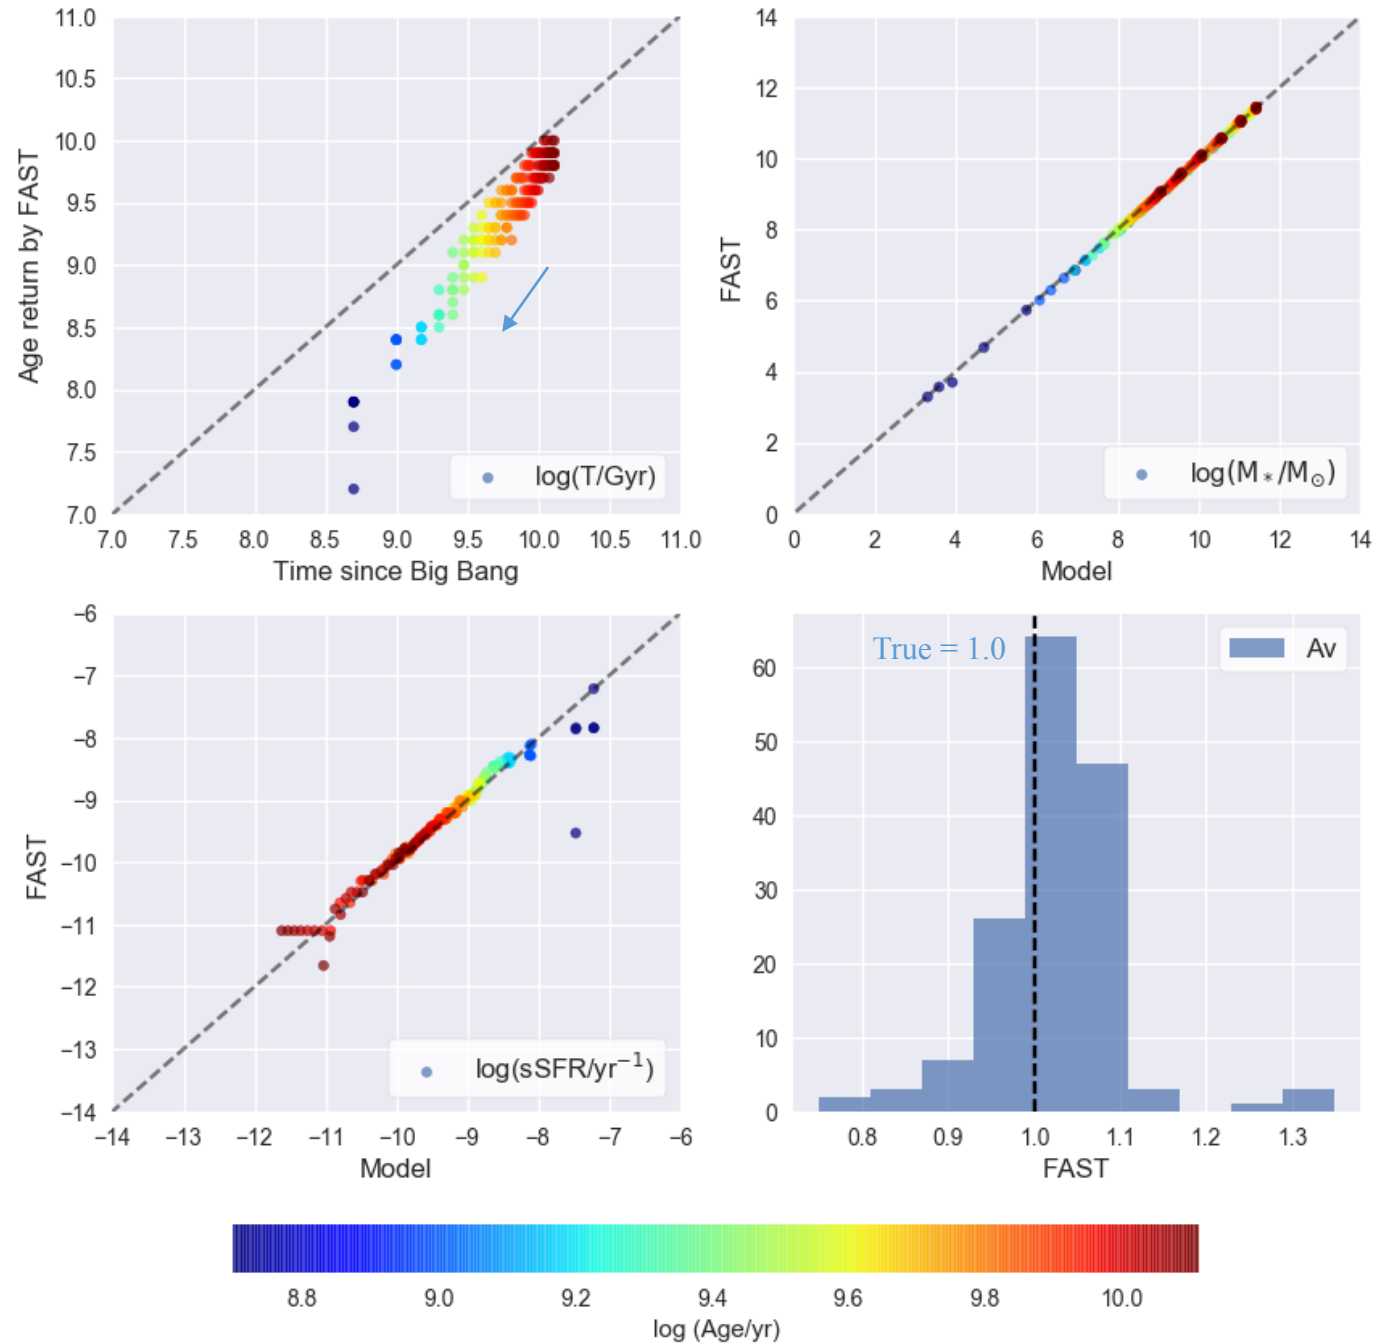 11.0
10.5
10.0
9.5
9.0
8.5
8.0
7.5
7.0
Age return by FAST
log(T/Gyr)
7.0 7.5 8.0 8.5 9.0 9.5 10.0 10.5 11.0
Time since Big Bang
14
12
10
8
6
4
2
0
FAST
log(M∗/M⊙)
0 2 4 6 8 10 12 14
Model
−6
−7
−8
−9
−10
−11
−12
−13
−14
FAST
log(sSFR/yr⁻¹)
−14 −13 −12 −11 −10 −9 −8 −7 −6
Model
True = 1.0
Av
60
50
40
30
20
10
0
0.8 0.9 1.0 1.1 1.2 1.3
FAST
8.8 9.0 9.2 9.4 9.6 9.8 10.0
log (Age/yr)